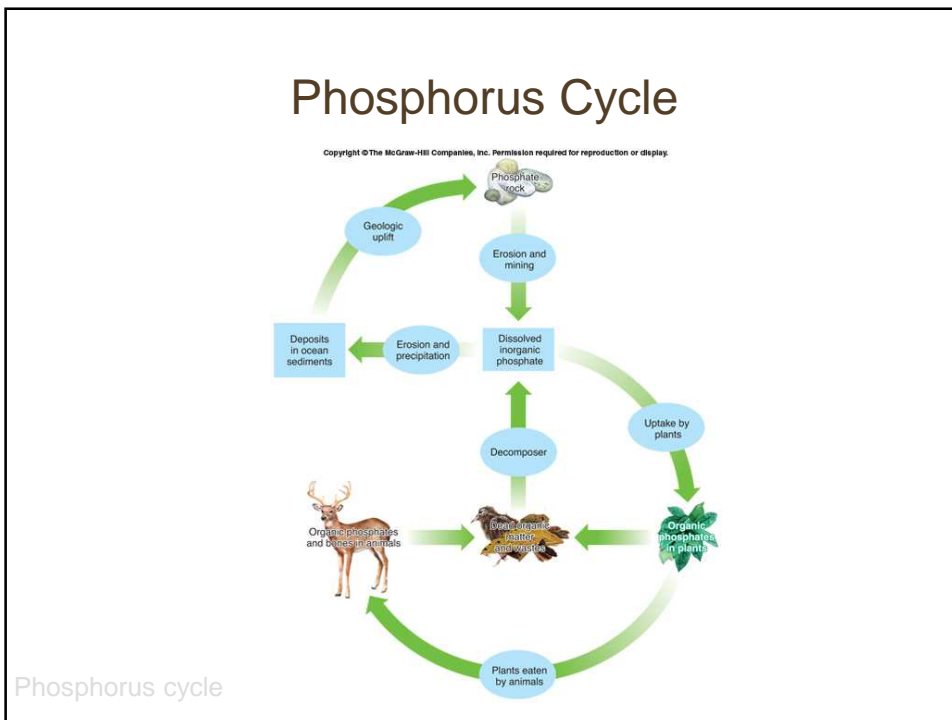 Phosphorus Cycle
Copyright © The McGraw-Hill Companies, Inc. Permission required for reproduction or display.
Phosphate
rock
Geologic
uplift
Erosion and
mining
Deposits
in ocean
sediments
Erosion and
precipitation
Dissolved
inorganic
phosphate
Uptake by
plants
Decomposer
Organic phosphates
and bones in animals
Dead organic
matter
and wastes
Organic
phosphates
in plants
Plants eaten
by animals
Phosphorus cycle